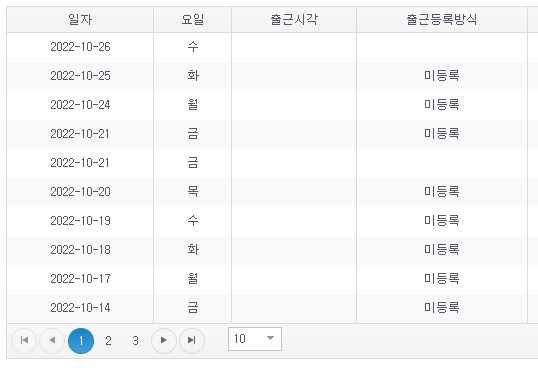 일자 요일 출근시각 출근등록방식
2022-10-26 수
2022-10-25 화 미등록
2022-10-24 월 미등록
2022-10-21 금 미등록
2022-10-21 금
2022-10-20 목 미등록
2022-10-19 수 미등록
2022-10-18 화 미등록
2022-10-17 월 미등록
2022-10-14 금 미등록
1 2 3 10